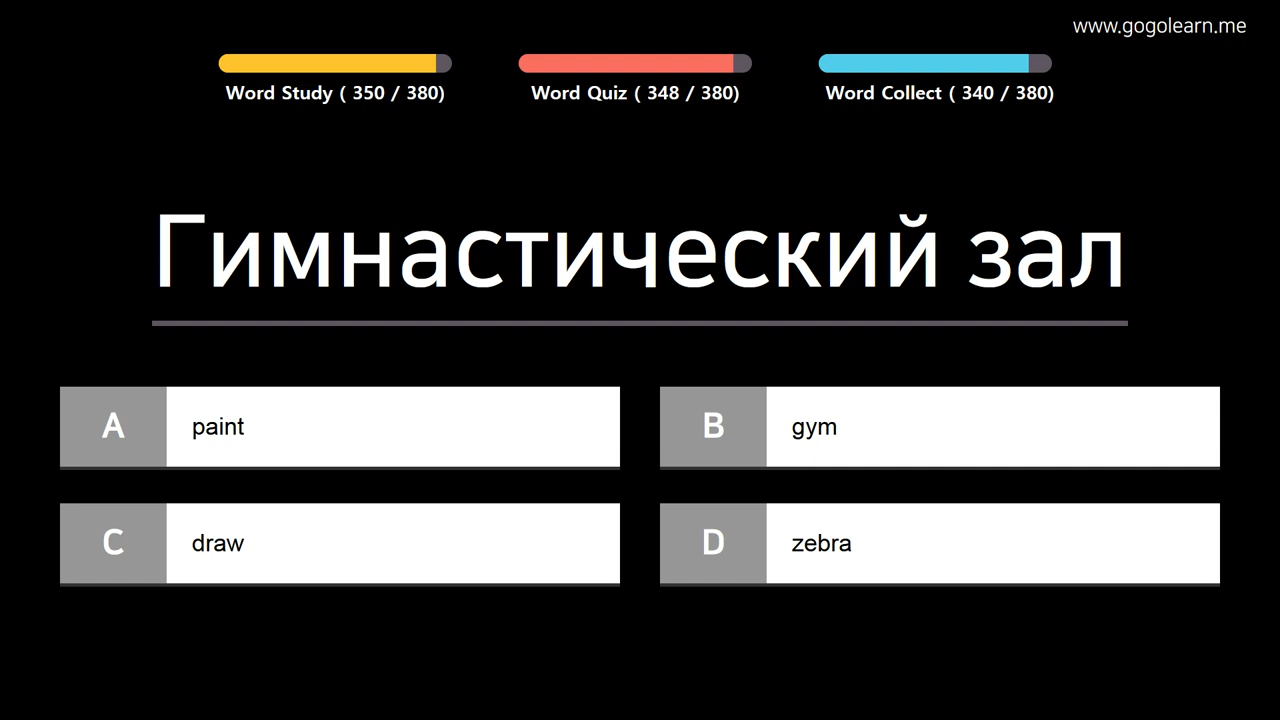 www.gogolearn.me
Word Study ( 350 / 380)
Word Quiz ( 348 / 380)
Word Collect ( 340 / 380)
Гимнастический зал
A paint
B gym
C draw
D zebra